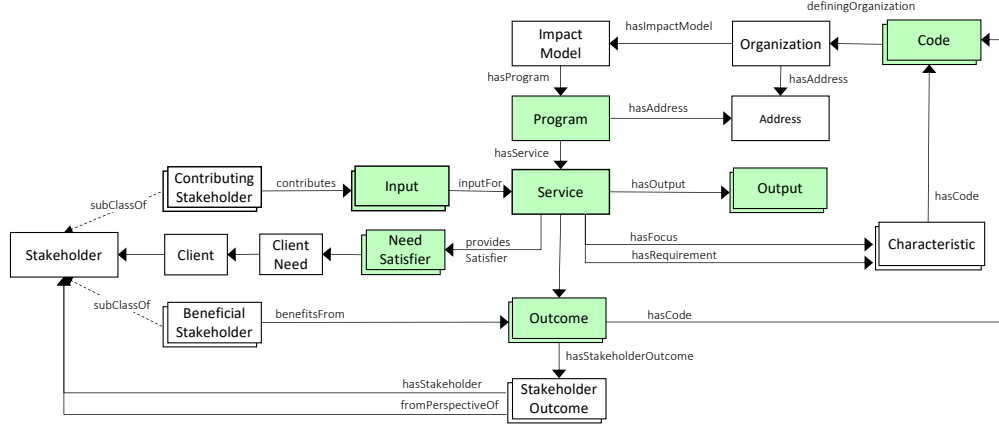 definingOrganization
Impact
Model
hasImpactModel
Organization
Code
hasProgram
hasAddress
Program
hasAddress
Address
hasService
Contributing
Stakeholder
contributes
Input
inputFor
Service
hasOutput
Output
subClassOf
hasCode
Stakeholder
Client
Client
Need
Need
Satisfier
provides
Satisfier
hasFocus
hasRequirement
Characteristic
subClassOf
Beneficial
Stakeholder
benefitsFrom
Outcome
hasCode
hasStakeholderOutcome
hasStakeholder
fromPerspectiveOf
Stakeholder
Outcome